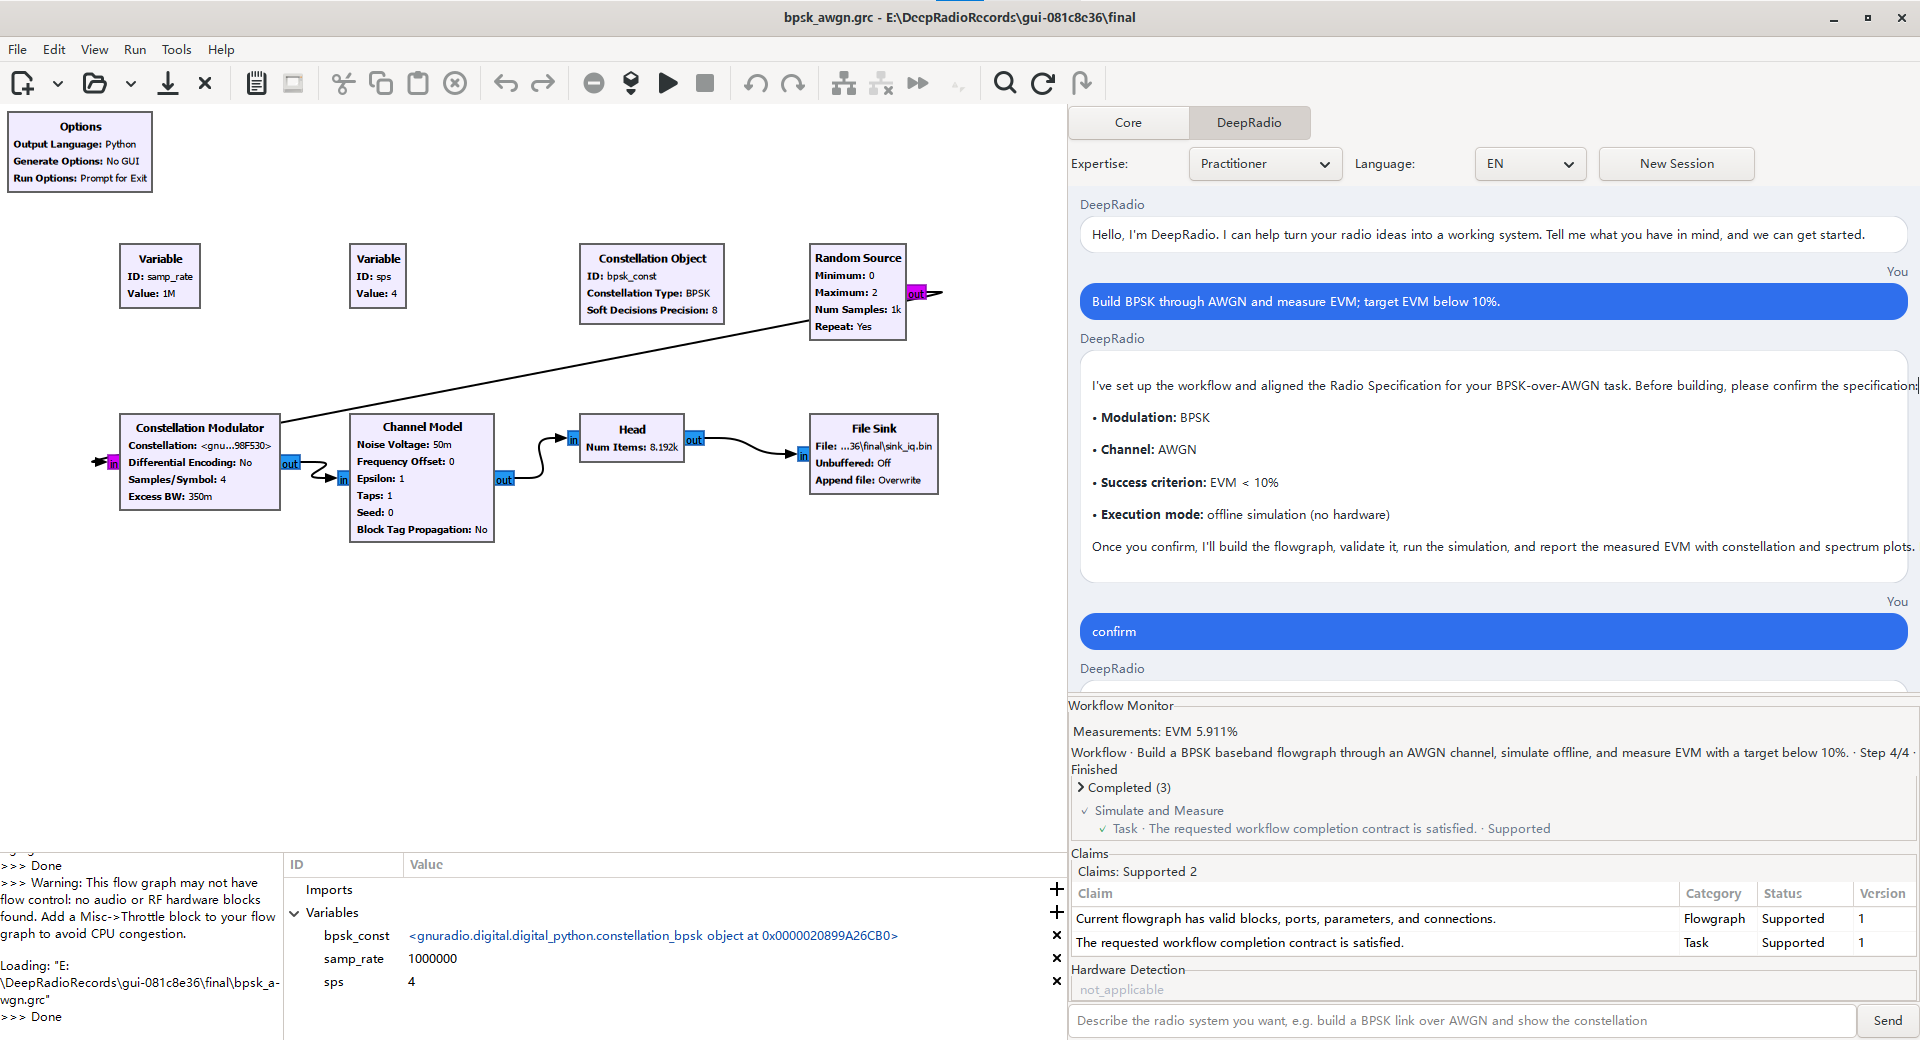 bpsk_awgn.grc - E:\DeepRadioRecords\gui-081c8e36\final
File Edit View Run Tools Help
Options
Output Language: Python
Generate Options: No GUI
Run Options: Prompt for Exit
Variable
ID: samp_rate
Value: 1M
Variable
ID: sps
Value: 4
Constellation Object
ID: bpsk_const
Constellation Type: BPSK
Soft Decisions Precision: 8
Random Source
Minimum: 0
Maximum: 2
Num Samples: 1k
Repeat: Yes
out
Constellation Modulator
Constellation: <gnu...98F530>
Differential Encoding: No
Samples/Symbol: 4
Excess BW: 350m
in
out
Channel Model
Noise Voltage: 50m
Frequency Offset: 0
Epsilon: 1
Taps: 1
Seed: 0
Block Tag Propagation: No
in
out
Head
Num Items: 8.192k
in
out
File Sink
File: ...36\final\sink_iq.bin
Unbuffered: Off
Append file: Overwrite
in
>>> Done
>>> Warning: This flow graph may not have
flow control: no audio or RF hardware blocks
found. Add a Misc->Throttle block to your flow
graph to avoid CPU congestion.
Loading: "E:
\DeepRadioRecords\gui-081c8e36\final\bpsk_a-
wgn.grc"
>>> Done
ID Value
Imports
Variables
bpsk_const <gnuradio.digital.digital_python.constellation_bpsk object at 0x0000020899A26CB0>
samp_rate 1000000
sps 4
Core DeepRadio
Expertise: Practitioner Language: EN New Session
DeepRadio
Hello, I'm DeepRadio. I can help turn your radio ideas into a working system. Tell me what you have in mind, and we can get started.
You
Build BPSK through AWGN and measure EVM; target EVM below 10%.
DeepRadio
I've set up the workflow and aligned the Radio Specification for your BPSK-over-AWGN task. Before building, please confirm the specification:
• Modulation: BPSK
• Channel: AWGN
• Success criterion: EVM < 10%
• Execution mode: offline simulation (no hardware)
Once you confirm, I'll build the flowgraph, validate it, run the simulation, and report the measured EVM with constellation and spectrum plots.
You
confirm
DeepRadio
Workflow Monitor
Measurements: EVM 5.911%
Workflow · Build a BPSK baseband flowgraph through an AWGN channel, simulate offline, and measure EVM with a target below 10%. · Step 4/4 ·
Finished
Completed (3)
✓ Simulate and Measure
✓ Task · The requested workflow completion contract is satisfied. · Supported
Claims
Claims: Supported 2
Claim Category Status Version
Current flowgraph has valid blocks, ports, parameters, and connections. Flowgraph Supported 1
The requested workflow completion contract is satisfied. Task Supported 1
Hardware Detection
not_applicable
Describe the radio system you want, e.g. build a BPSK link over AWGN and show the constellation Send